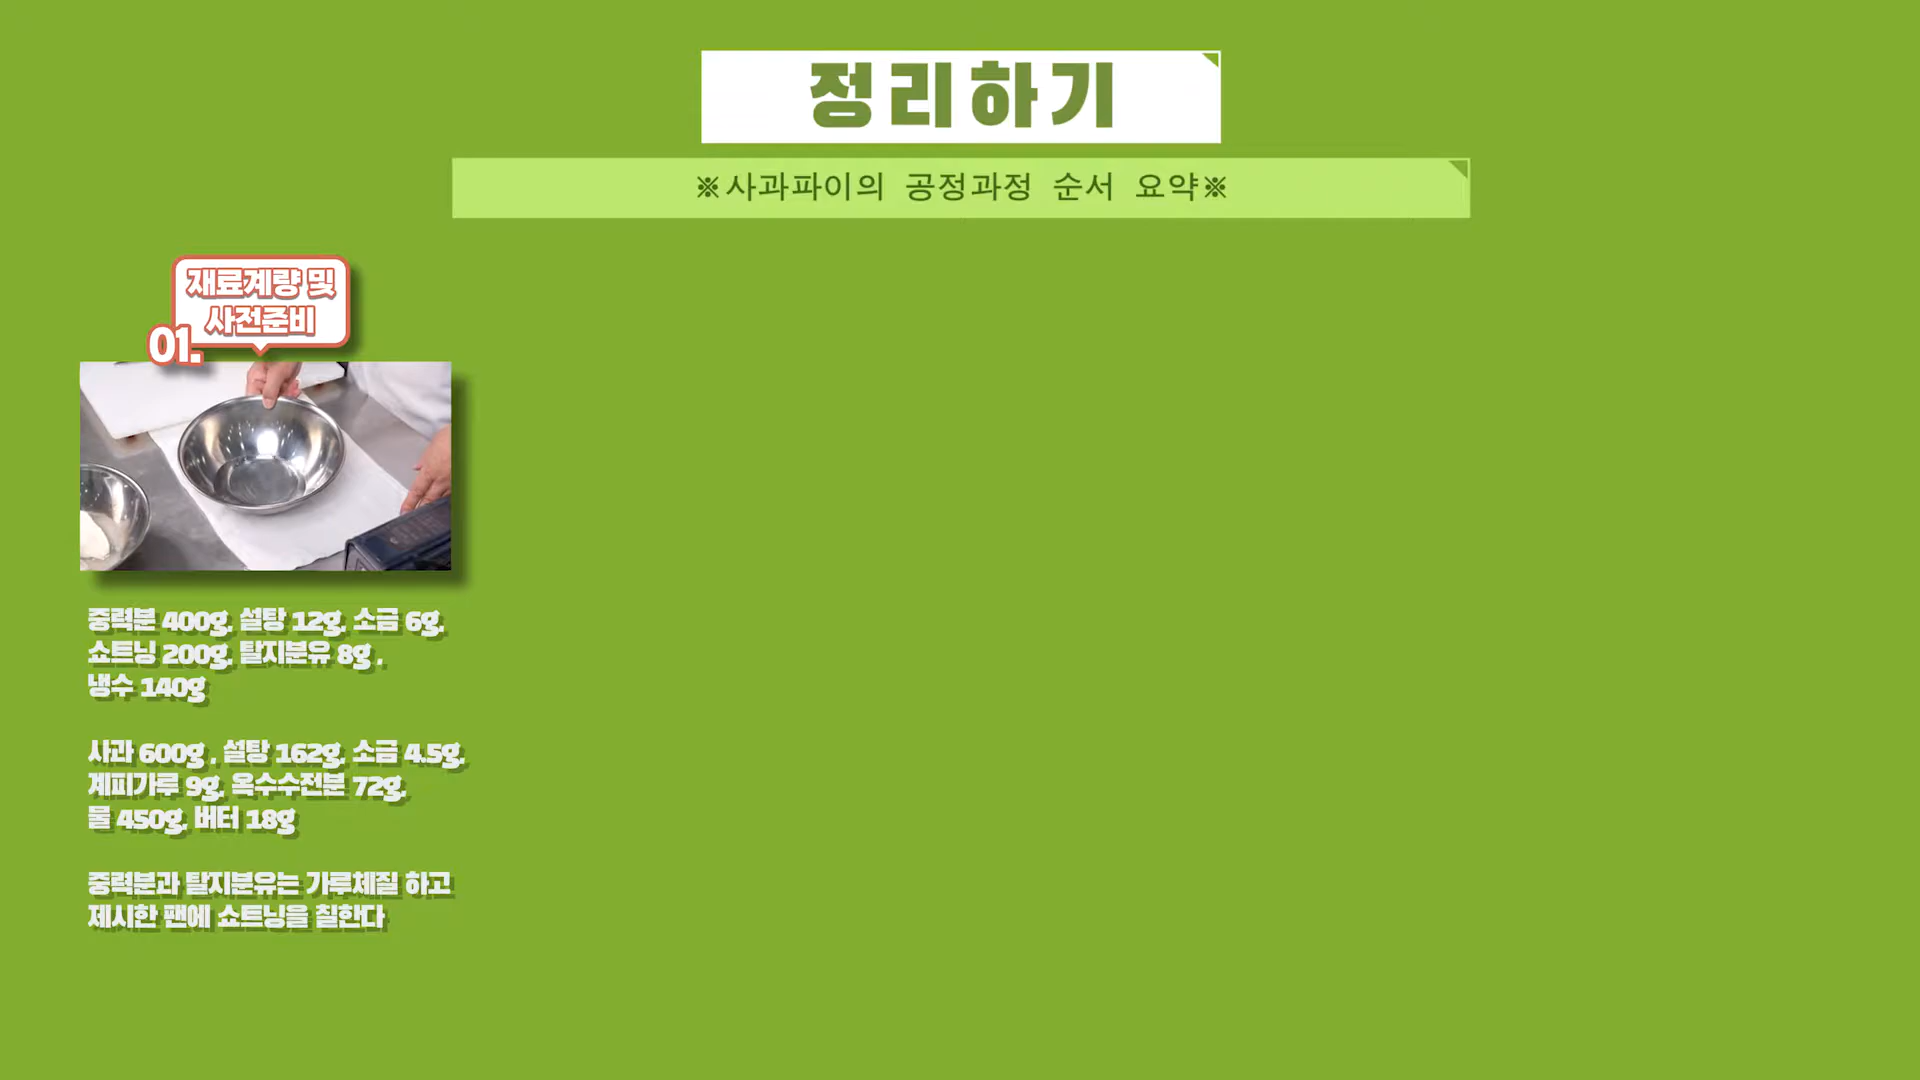 정리하기
※사과파이의 공정과정 순서 요약※
재료계량 및
사전준비
01.
중력분 400g, 설탕 12g, 소금 6g,
쇼트닝 200g, 탈지분유 8g ,
냉수 140g
사과 600g , 설탕 162g, 소금 4.5g,
계피가루 9g, 옥수수전분 72g,
물 450g, 버터 18g
중력분과 탈지분유는 가루체질 하고
제시한 팬에 쇼트닝을 칠한다